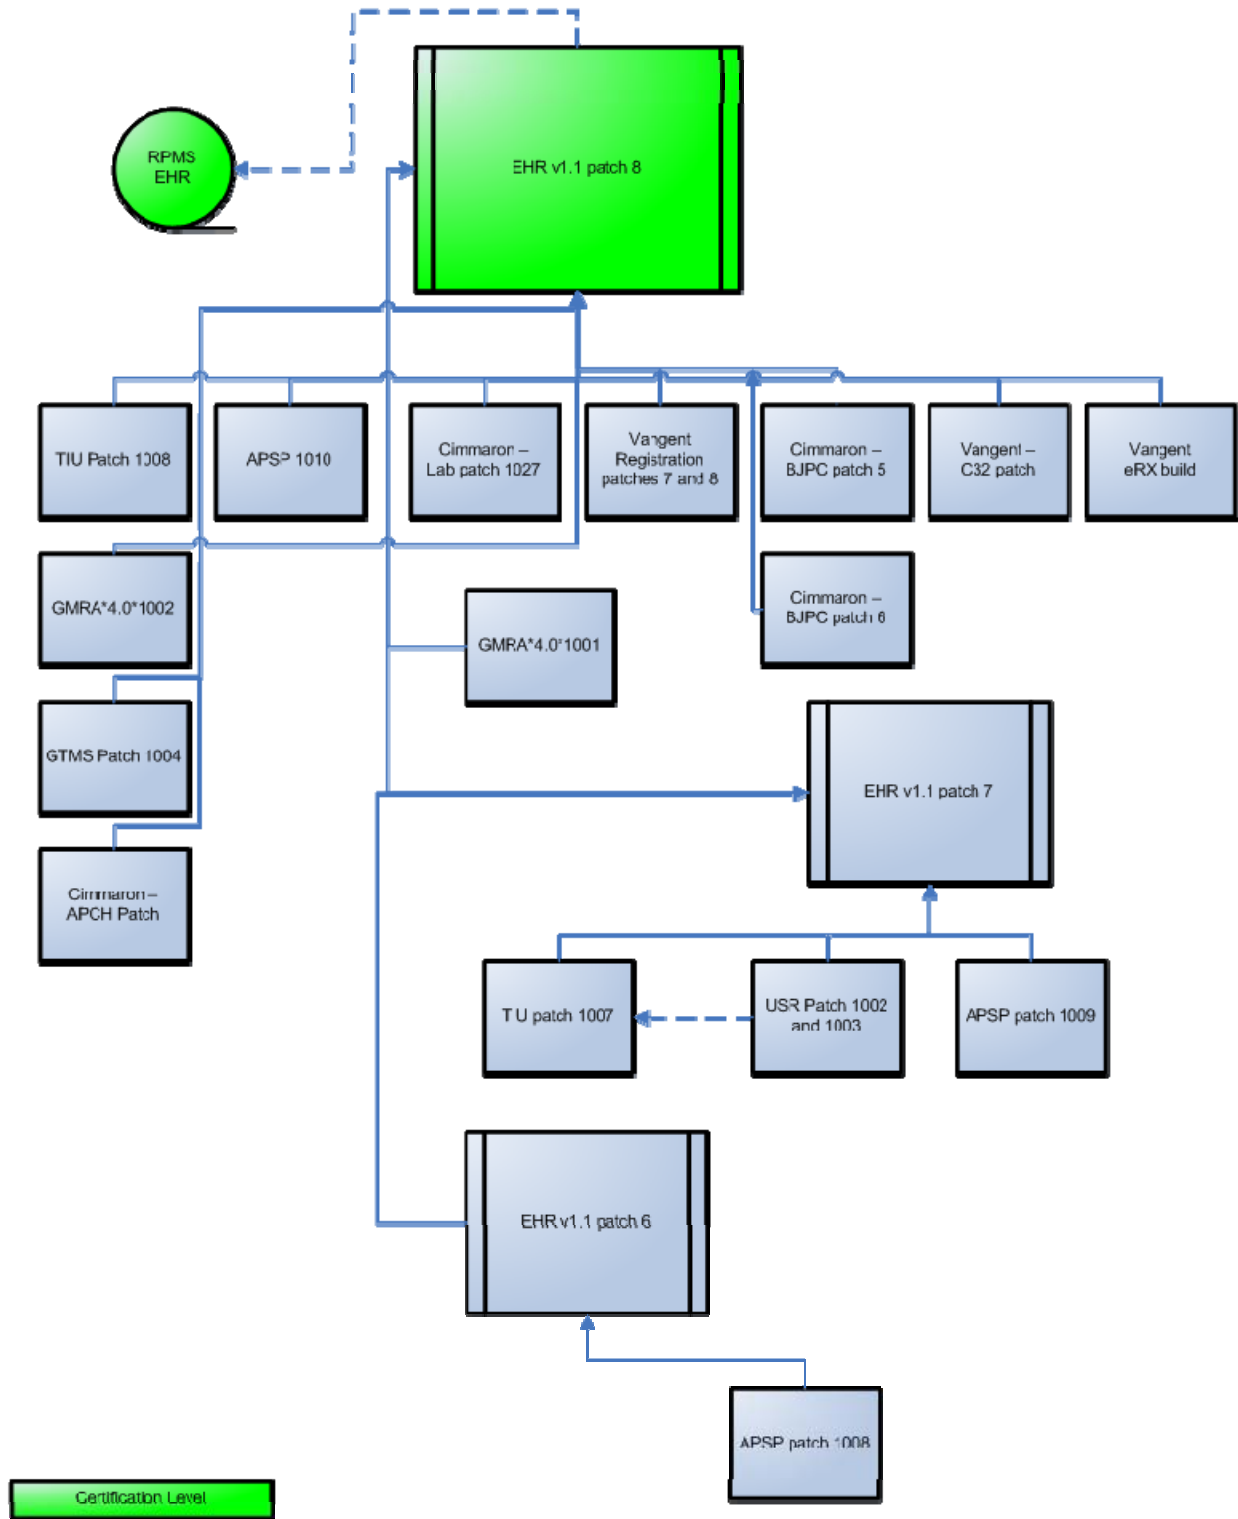 RPMS
EHR
EHR v1.1 patch 8
TIU Patch 1008
APSP 1010
Cimmaron –
Lab patch 1027
Vangent
Registration
patches 7 and 8
Cimmaron –
BJPC patch 5
Vangent –
C32 patch
Vangent
eRX build
GMRA*4.0*1002
GMRA*4.0*1001
Cimmaron –
BJPC patch 6
GTMS Patch 1004
EHR v1.1 patch 7
Cimmaron –
APCH Patch
TIU patch 1007
USR Patch 1002
and 1003
APSP patch 1009
EHR v1.1 patch 6
APSP patch 1008
Certification Level